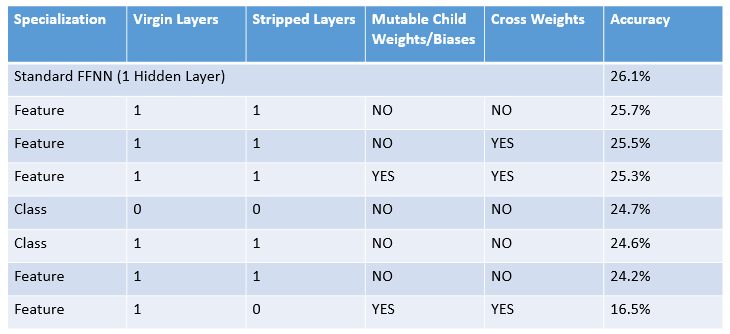 Specialization Virgin Layers Stripped Layers Mutable Child Cross Weights Accuracy
Weights/Biases
Standard FFNN (1 Hidden Layer) 26.1%
Feature 1 1 NO NO 25.7%
Feature 1 1 NO YES 25.5%
Feature 1 1 YES YES 25.3%
Class 0 0 NO NO 24.7%
Class 1 1 NO NO 24.6%
Feature 1 1 NO NO 24.2%
Feature 1 0 YES YES 16.5%